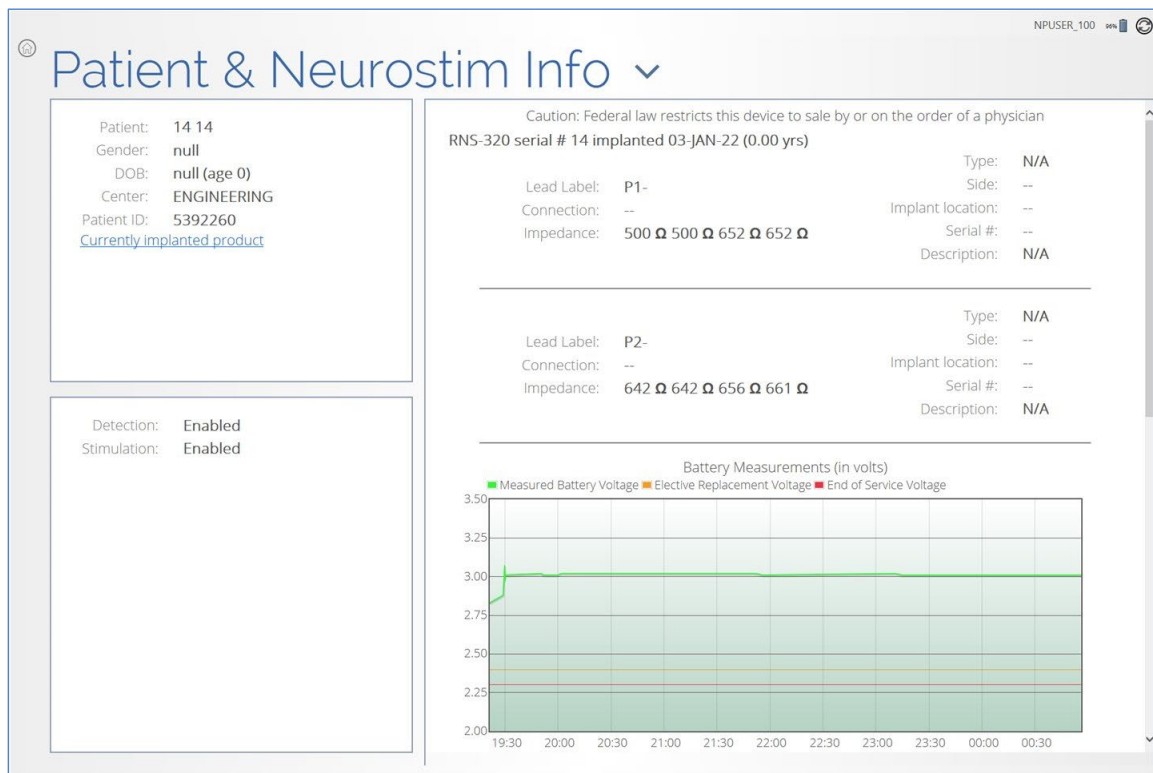 NPUSER_100 96%
Patient & Neurostim Info
Patient: 14 14
Gender: null
DOB: null (age 0)
Center: ENGINEERING
Patient ID: 5392260
Currently implanted product
Detection: Enabled
Stimulation: Enabled
Caution: Federal law restricts this device to sale by or on the order of a physician
RNS-320 serial # 14 implanted 03-JAN-22 (0.00 yrs)
Lead Label: P1-
Connection: --
Impedance: 500 Ω 500 Ω 652 Ω 652 Ω
Type: N/A
Side: --
Implant location: --
Serial #: --
Description: N/A
Lead Label: P2-
Connection: --
Impedance: 642 Ω 642 Ω 656 Ω 661 Ω
Type: N/A
Side: --
Implant location: --
Serial #: --
Description: N/A
Battery Measurements (in volts)
Measured Battery Voltage Elective Replacement Voltage End of Service Voltage
3.50
3.25
3.00
2.75
2.50
2.25
2.00
19:30 20:00 20:30 21:00 21:30 22:00 22:30 23:00 23:30 00:00 00:30